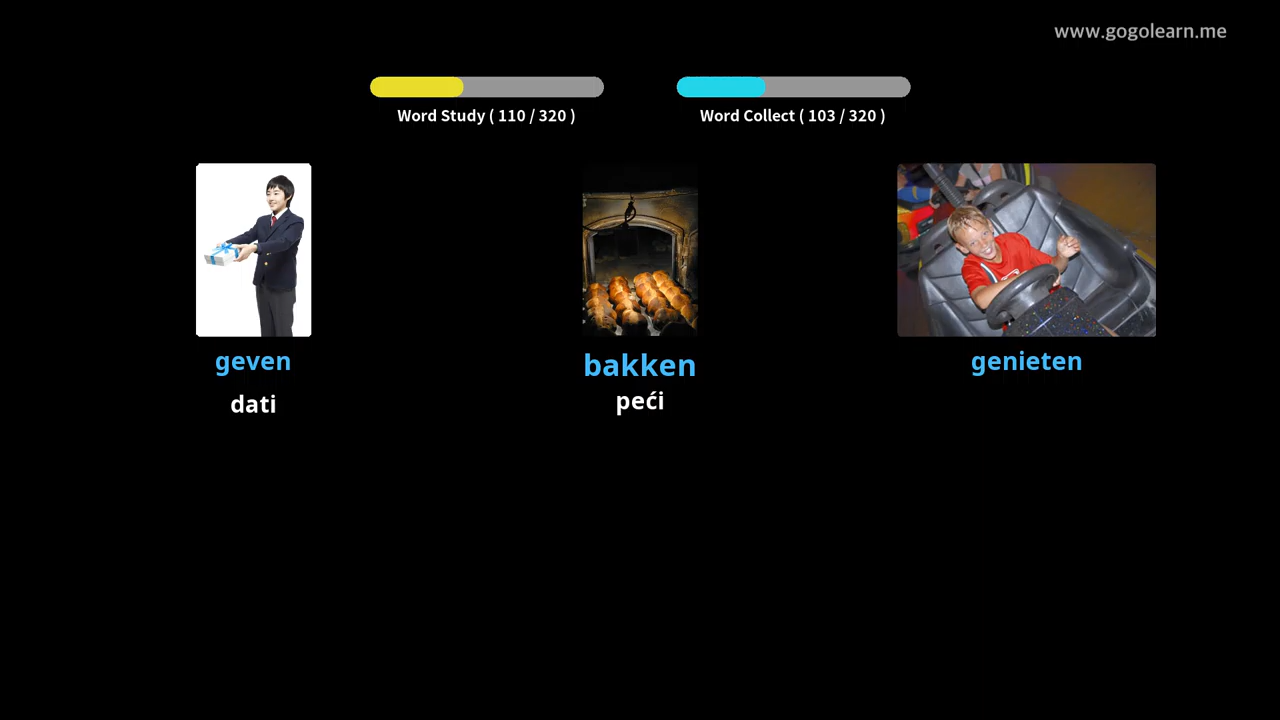 www.gogolearn.me
Word Study ( 110 / 320 )
Word Collect ( 103 / 320 )
geven
bakken
genieten
dati
peći